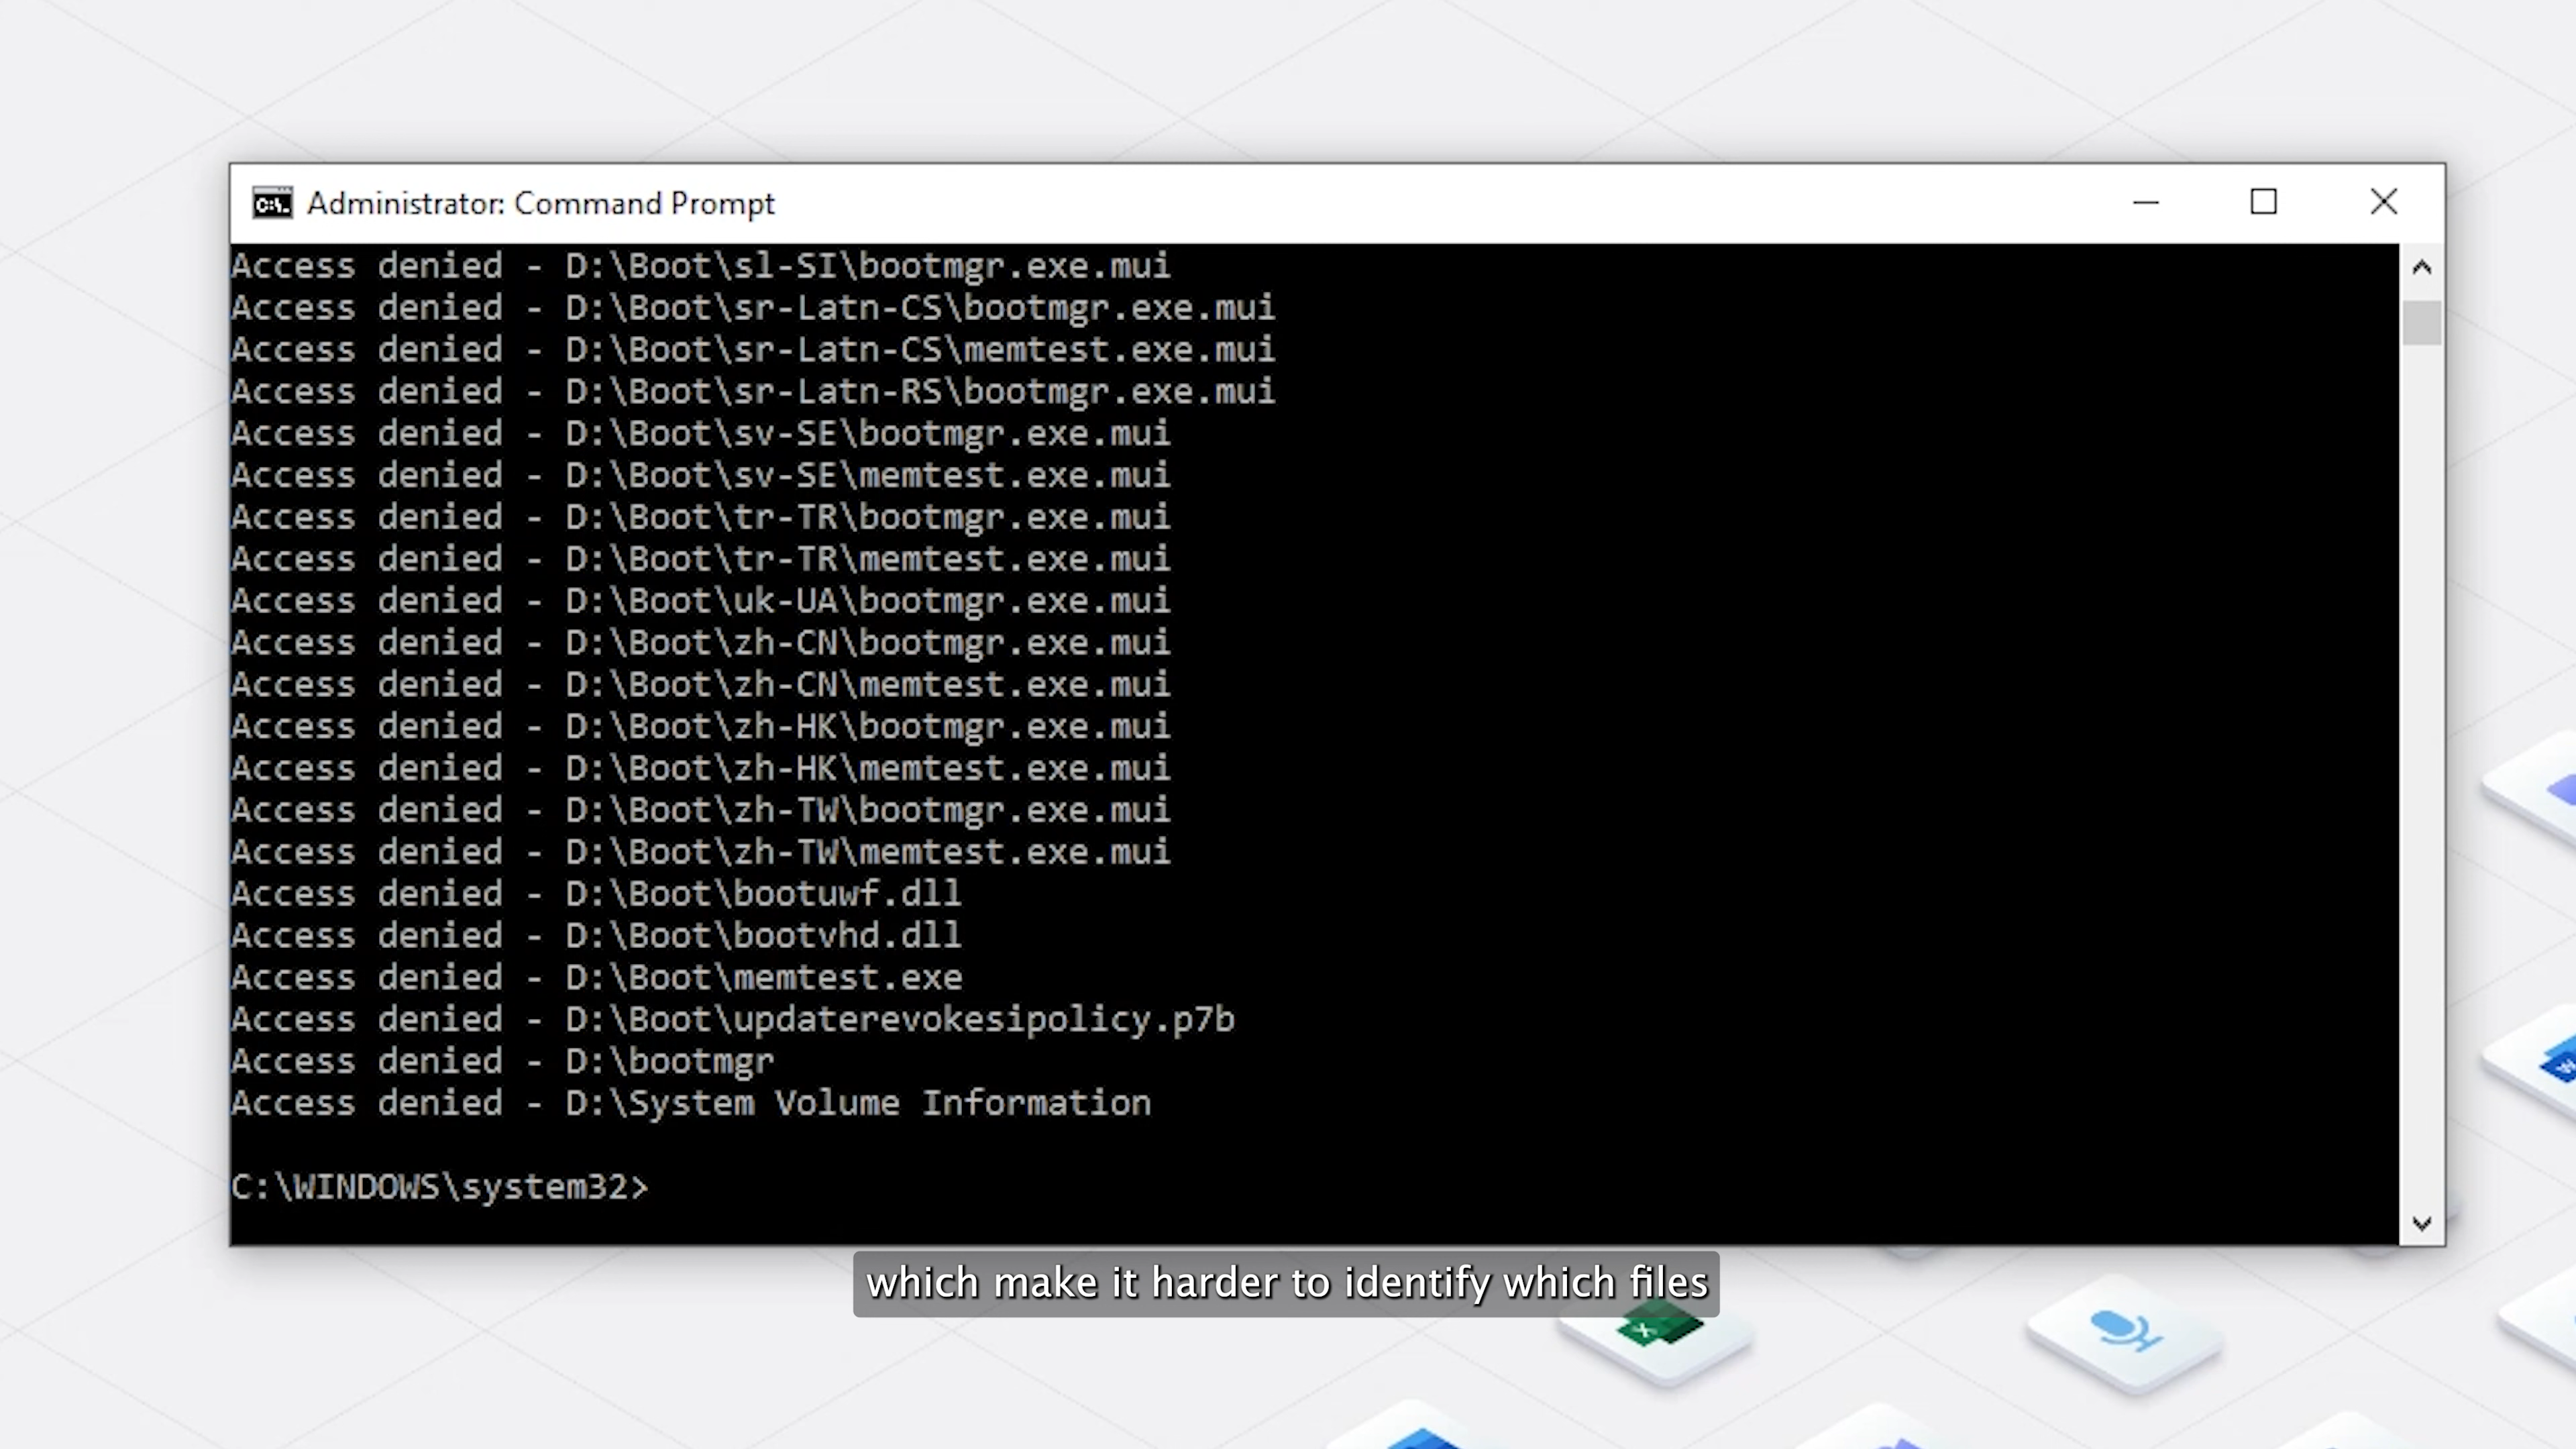 Administrator: Command Prompt
Access denied - D:\Boot\sl-SI\bootmgr.exe.mui
Access denied - D:\Boot\sr-Latn-CS\bootmgr.exe.mui
Access denied - D:\Boot\sr-Latn-CS\memtest.exe.mui
Access denied - D:\Boot\sr-Latn-RS\bootmgr.exe.mui
Access denied - D:\Boot\sv-SE\bootmgr.exe.mui
Access denied - D:\Boot\sv-SE\memtest.exe.mui
Access denied - D:\Boot\tr-TR\bootmgr.exe.mui
Access denied - D:\Boot\tr-TR\memtest.exe.mui
Access denied - D:\Boot\uk-UA\bootmgr.exe.mui
Access denied - D:\Boot\zh-CN\bootmgr.exe.mui
Access denied - D:\Boot\zh-CN\memtest.exe.mui
Access denied - D:\Boot\zh-HK\bootmgr.exe.mui
Access denied - D:\Boot\zh-HK\memtest.exe.mui
Access denied - D:\Boot\zh-TW\bootmgr.exe.mui
Access denied - D:\Boot\zh-TW\memtest.exe.mui
Access denied - D:\Boot\bootuwf.dll
Access denied - D:\Boot\bootvhd.dll
Access denied - D:\Boot\memtest.exe
Access denied - D:\Boot\updaterevokesipolicy.p7b
Access denied - D:\bootmgr
Access denied - D:\System Volume Information
C:\WINDOWS\system32>
which make it harder to identify which files